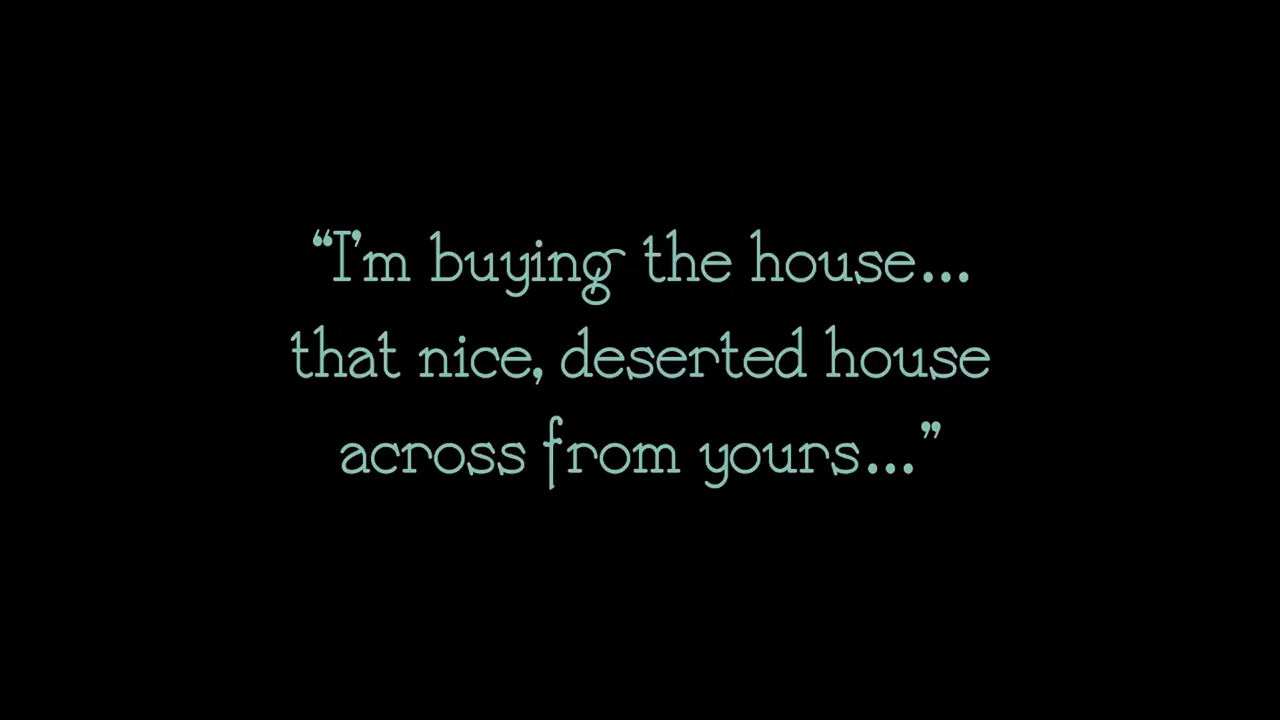 “I’m buying the house...
that nice, deserted house
across from yours...”